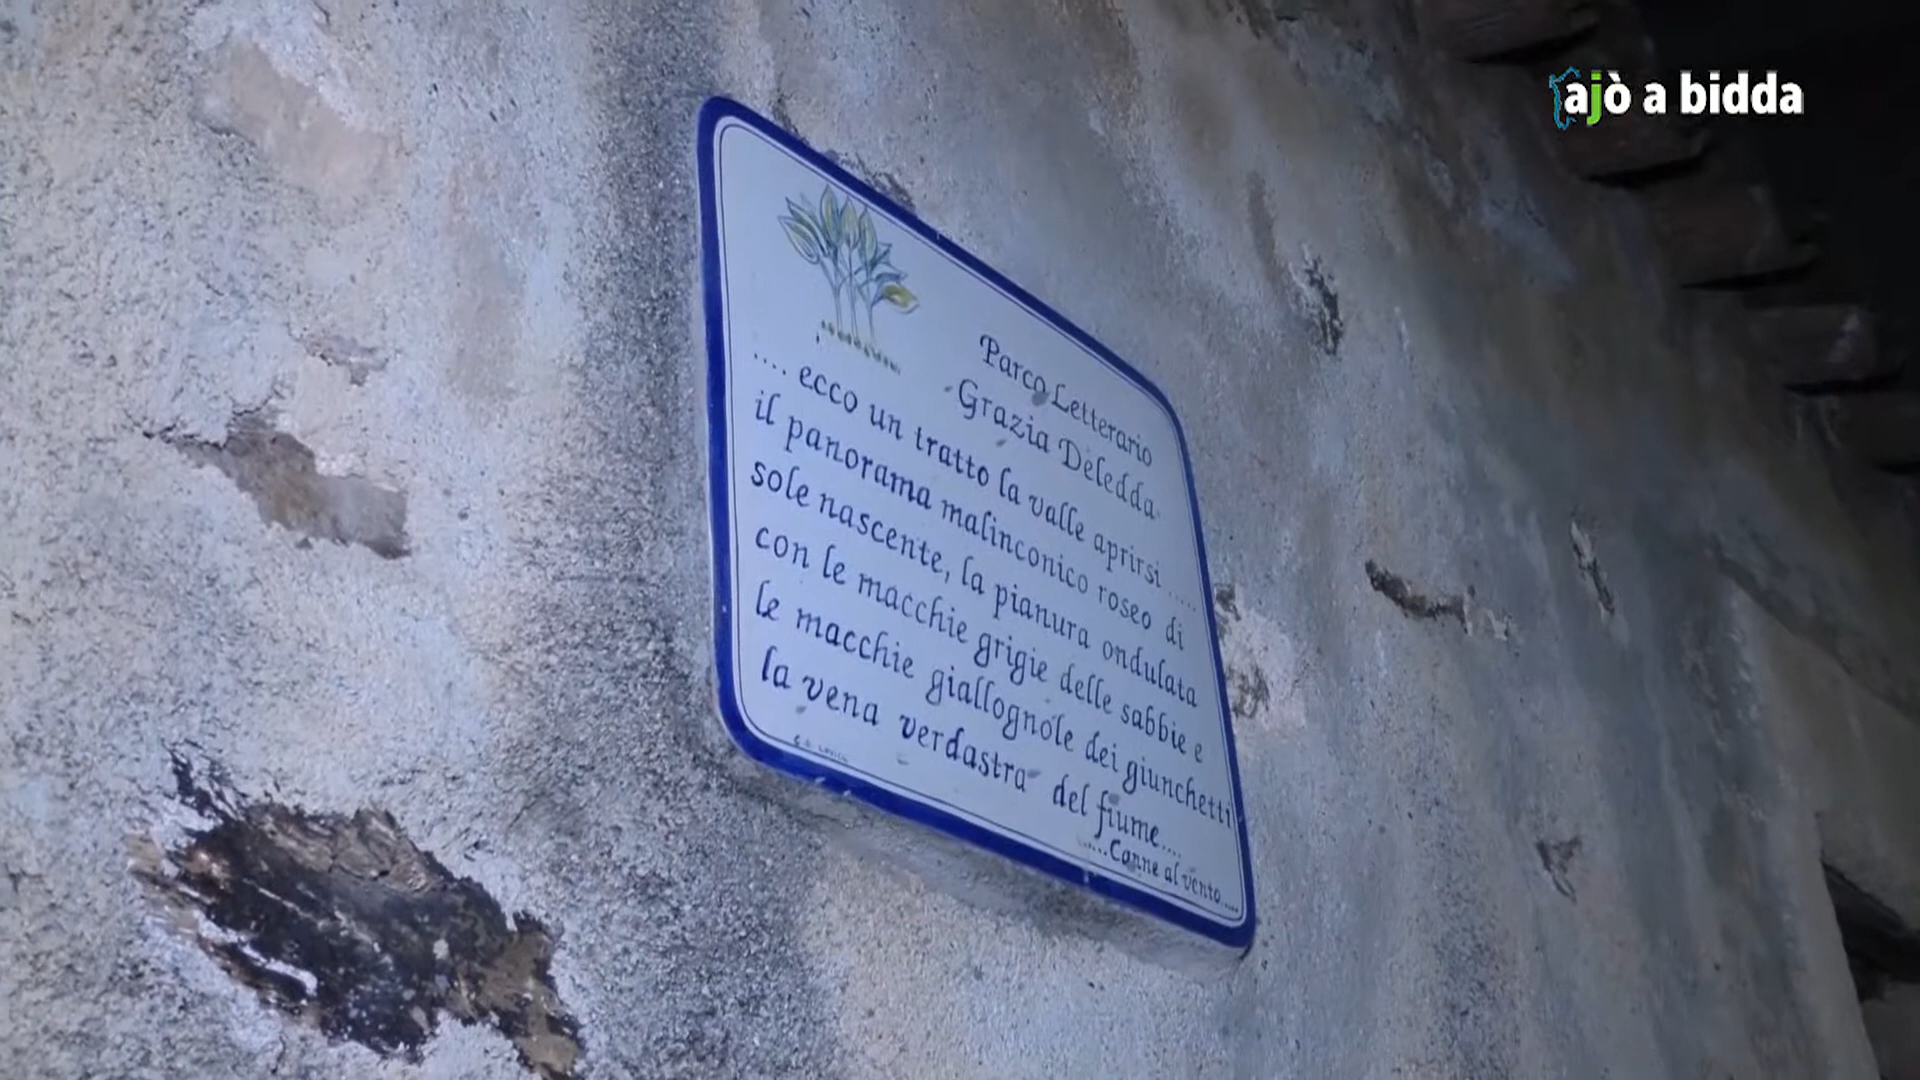 ajò a bidda
Parco Letterario
Grazia Deledda
.... ecco un tratto la valle aprirsi .....
il panorama malinconico roseo di
sole nascente, la pianura ondulata
con le macchie grigie delle sabbie e
le macchie giallognole dei giunchetti
la vena verdastra del fiume....
.....Canne al vento....